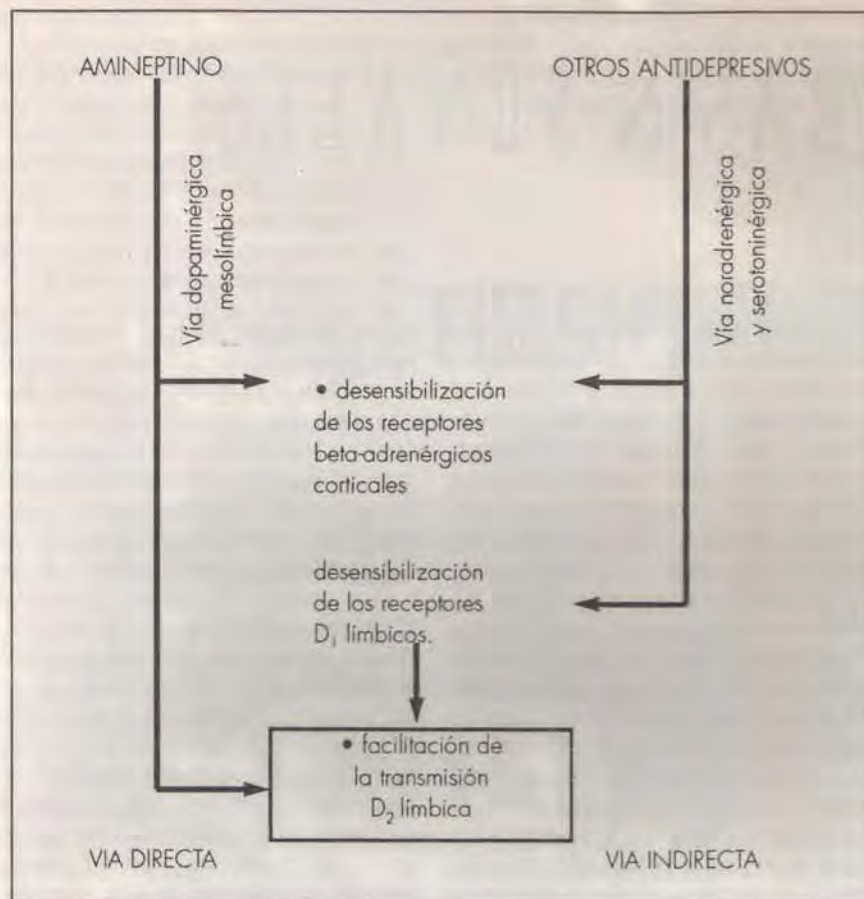 AMINEPTINO
OTROS ANTIDEPRESIVOS
Vía dopaminérgica
mesolímbica
Vía noradrenérgica
y serotoninérgica
• desensibilización
de los receptores
beta-adrenérgicos
corticales
desensibilización
de los receptores
D₁ límbicos.
• facilitación de
la transmisión
D₂ límbica
VIA DIRECTA
VIA INDIRECTA